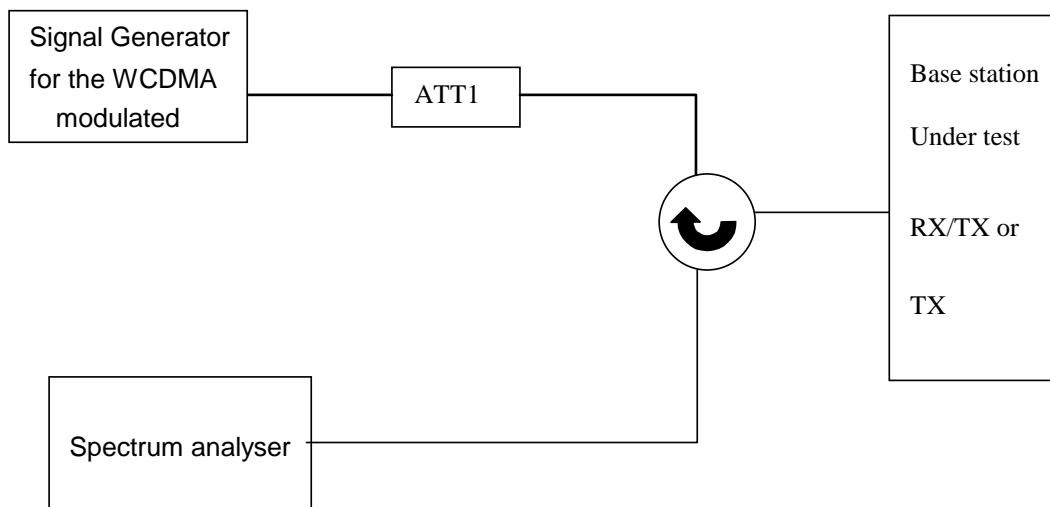 Signal Generator
for the WCDMA
modulated
ATT1
Base station
Under test
RX/TX or
TX
Spectrum analyser